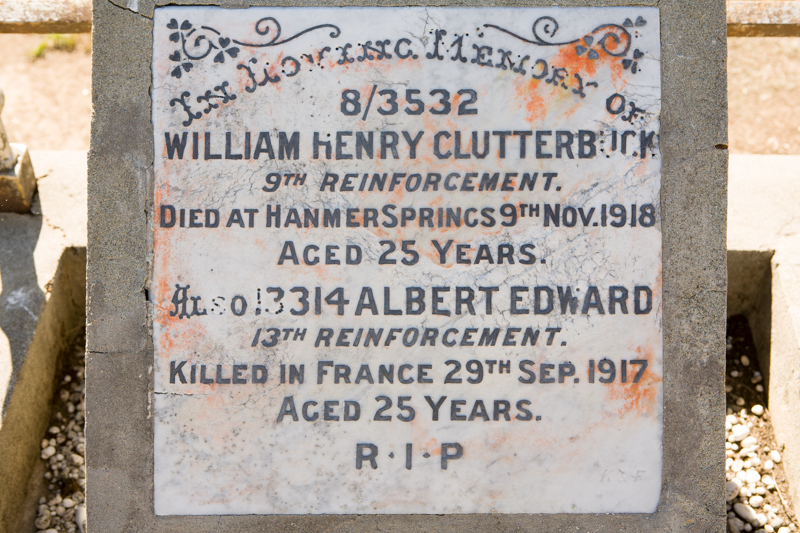 In Loving Memory of
8/3532
WILLIAM HENRY CLUTTERBUCK
9TH REINFORCEMENT.
DIED AT HANMER SPRINGS 9TH NOV. 1918
AGED 25 YEARS.
Also 13314 ALBERT EDWARD
13TH REINFORCEMENT.
KILLED IN FRANCE 29TH SEP. 1917
AGED 25 YEARS.
R·I·P